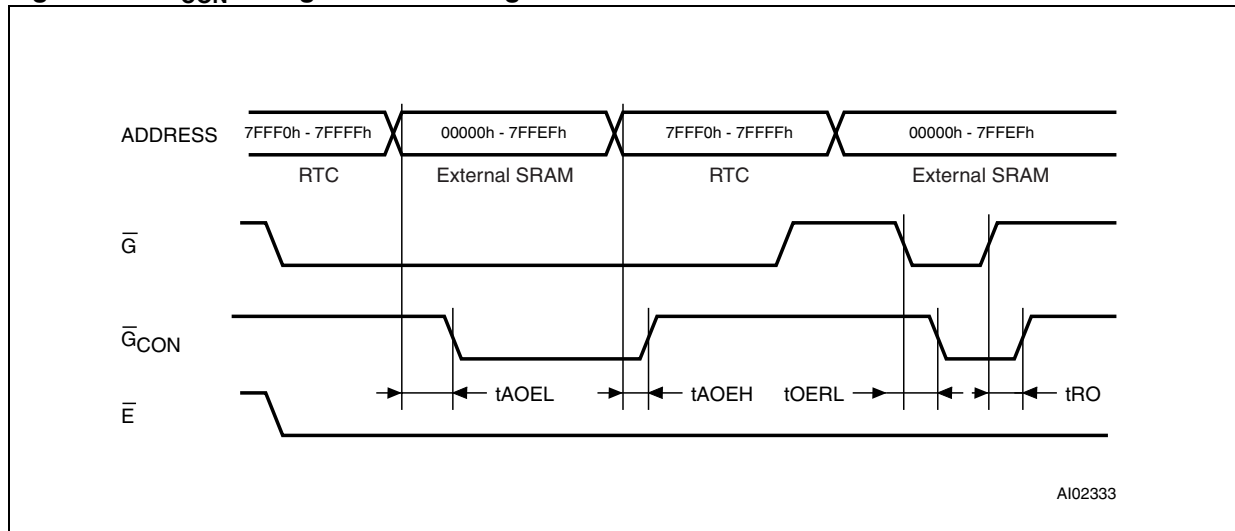 ADDRESS 7FFF0h - 7FFFFh 00000h - 7FFEFh 7FFF0h - 7FFFFh 00000h - 7FFEFh
RTC External SRAM RTC External SRAM
G̅
G̅CON
tAOEL tAOEH tOERL tRO
E̅
AI02333